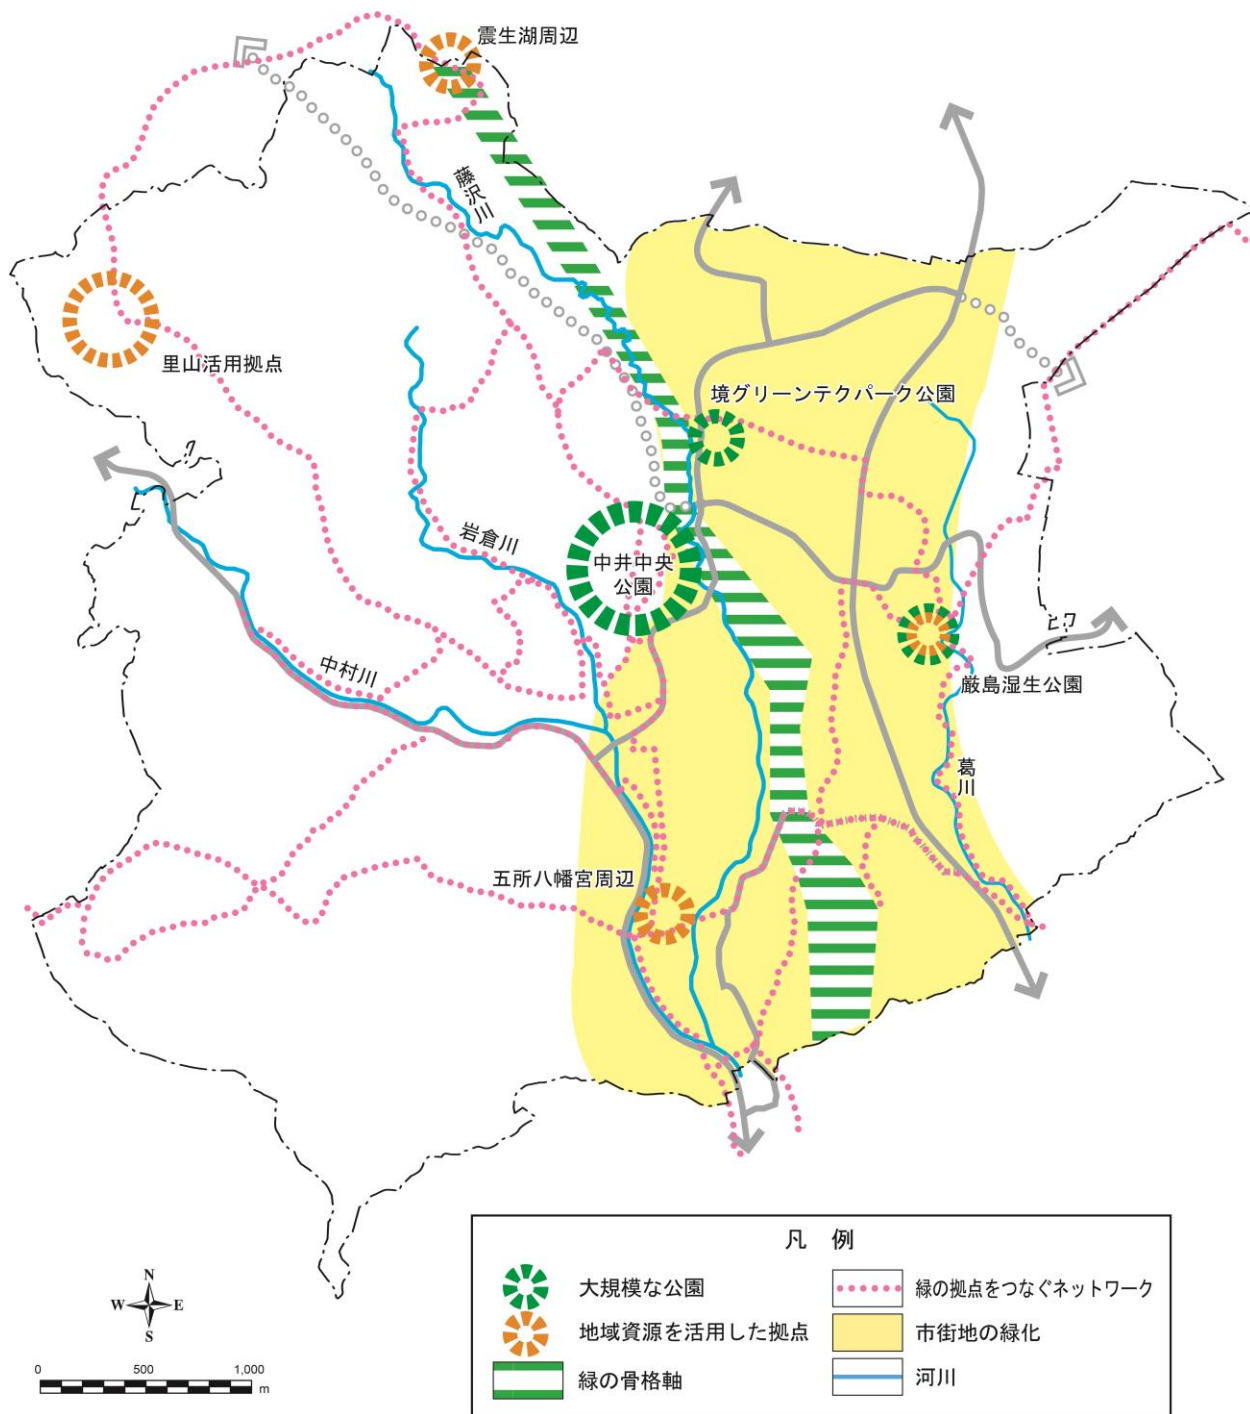 震生湖周辺
藤沢川
里山活用拠点
境グリーンテクパーク公園
岩倉川
中井中央
公園
中村川
厳島湿生公園
葛川
五所八幡宮周辺
凡 例
大規模な公園
緑の拠点をつなぐネットワーク
地域資源を活用した拠点
市街地の緑化
緑の骨格軸
河川
N
W E
S
0 500 1,000
m